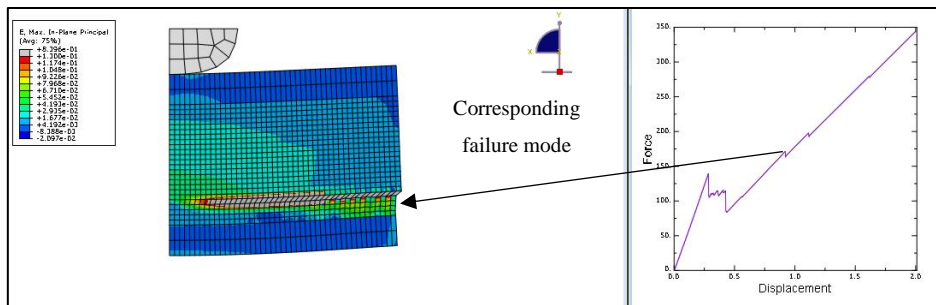 E, Max. In-Plane Principal
(Avg: 75%)
+8.396e-01
+1.300e-01
+1.174e-01
+1.048e-01
+9.226e-02
+7.968e-02
+6.710e-02
+5.452e-02
+4.193e-02
+2.935e-02
+1.677e-02
+4.192e-03
-8.388e-03
-2.097e-02
Y
X
Corresponding
failure mode
350.
300.
250.
200.
150.
100.
50.
0.
Force
0.0 0.5 1.0 1.5 2.0
Displacement